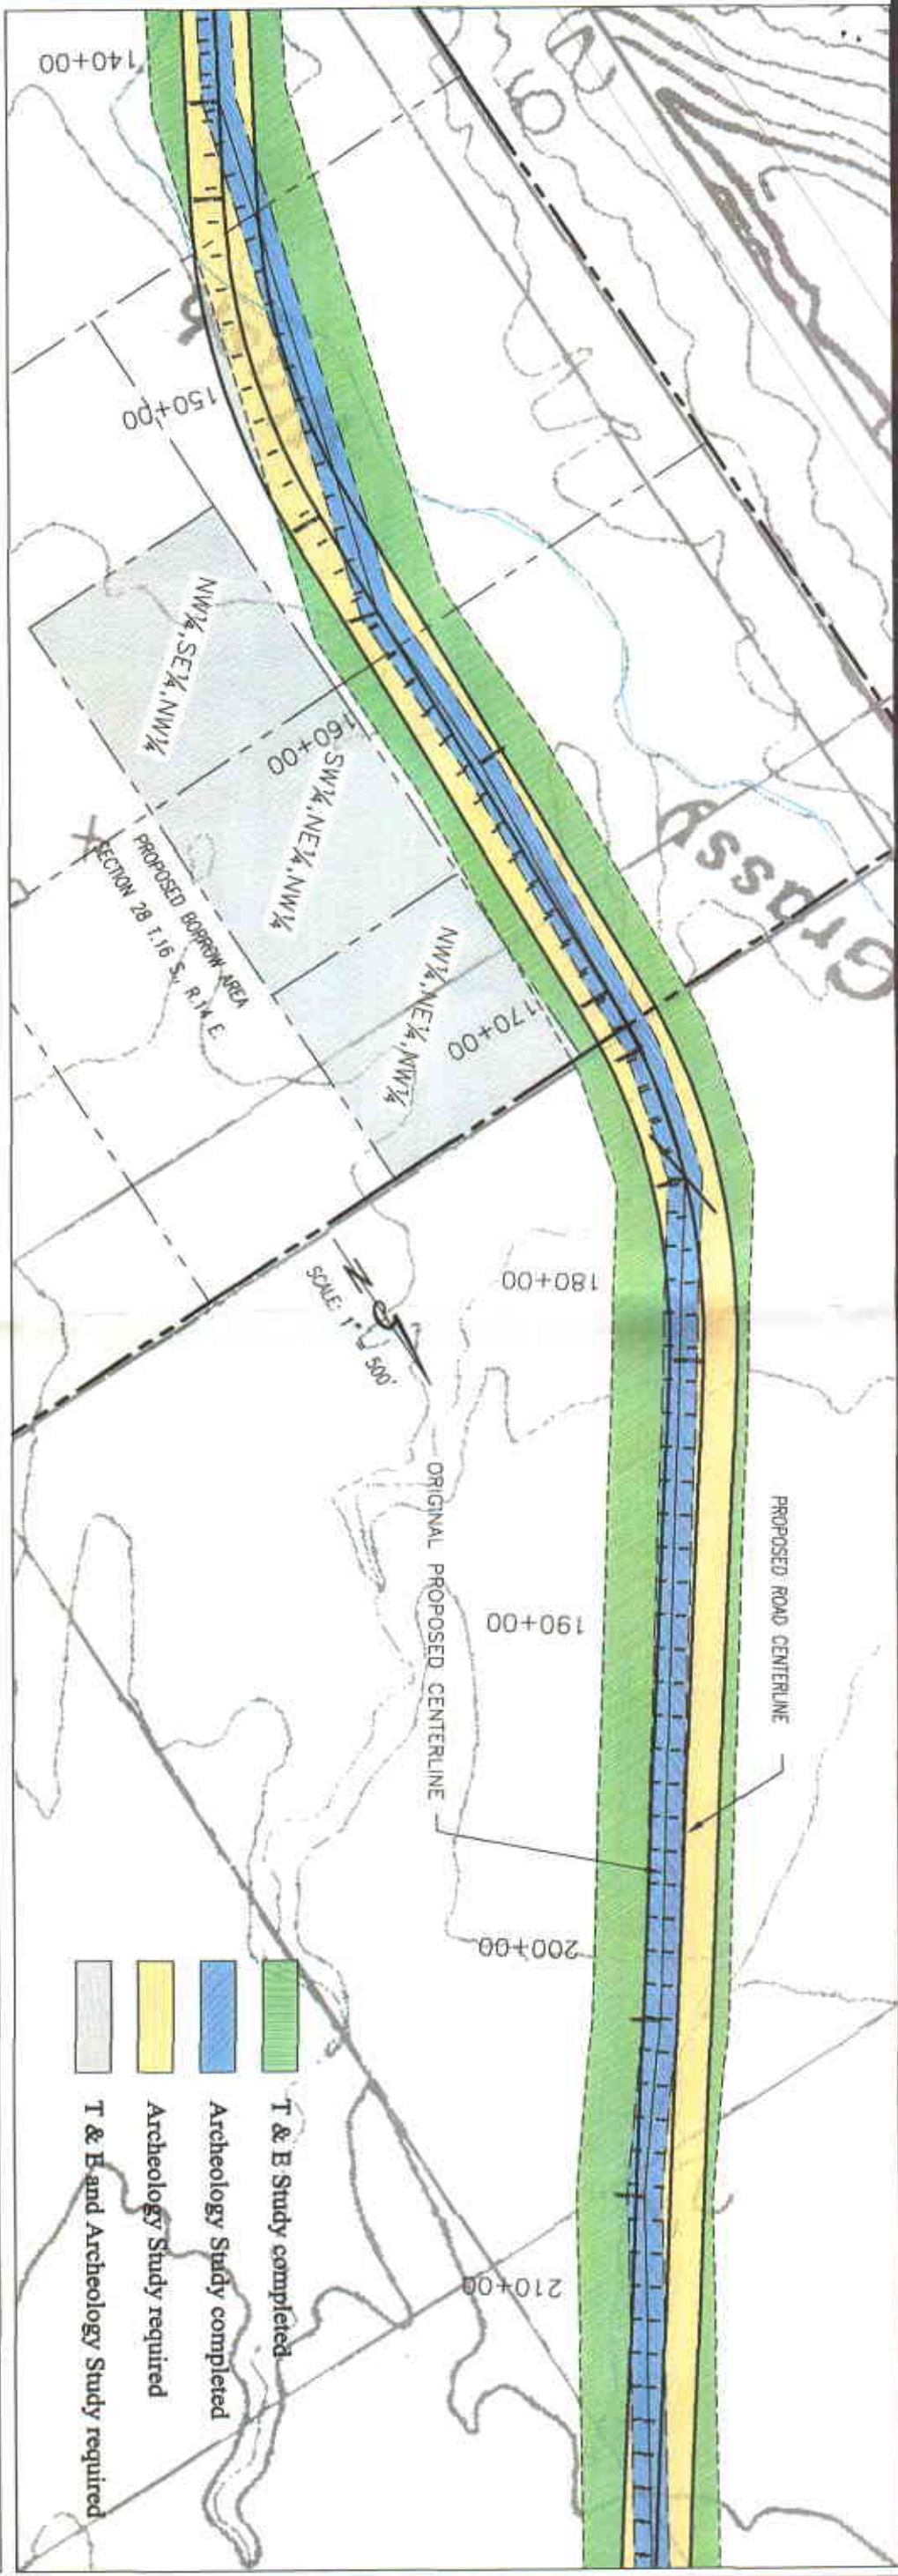 140+00
150+00
160+00
170+00
180+00
190+00
200+00
210+00
29
Grassy
NW¼,SE¼,NW¼
SW¼,NE¼,NW¼
NW¼,NE¼,NW¼
PROPOSED BORROW AREA
SECTION 28 T.16 S., R.14 E.
N
SCALE: 1" = 500'
ORIGINAL PROPOSED CENTERLINE
PROPOSED ROAD CENTERLINE
T & E Study completed
Archeology Study completed
Archeology Study required
T & E and Archeology Study required